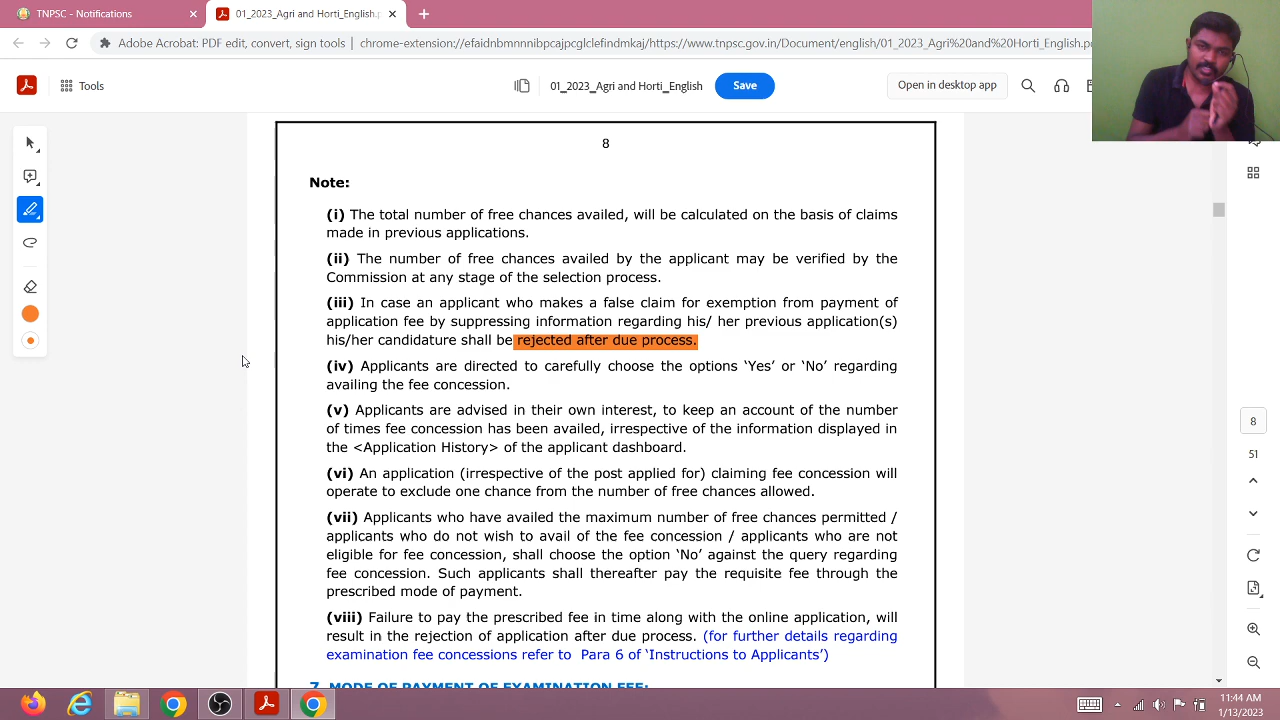 TNPSC - Notifications
01_2023_Agri and Horti_English.p
Adobe Acrobat: PDF edit, convert, sign tools | chrome-extension://efaidnbmnnnibpcajpcglclefindmkaj/https://www.tnpsc.gov.in/Document/english/01_2023_Agri%20and%20Horti_English.pd
Tools
01_2023_Agri and Horti_English
Save
Open in desktop app
8
Note:
(i) The total number of free chances availed, will be calculated on the basis of claims
made in previous applications.
(ii) The number of free chances availed by the applicant may be verified by the
Commission at any stage of the selection process.
(iii) In case an applicant who makes a false claim for exemption from payment of
application fee by suppressing information regarding his/ her previous application(s)
his/her candidature shall be rejected after due process.
(iv) Applicants are directed to carefully choose the options ‘Yes’ or ‘No’ regarding
availing the fee concession.
(v) Applicants are advised in their own interest, to keep an account of the number
of times fee concession has been availed, irrespective of the information displayed in
the <Application History> of the applicant dashboard.
(vi) An application (irrespective of the post applied for) claiming fee concession will
operate to exclude one chance from the number of free chances allowed.
(vii) Applicants who have availed the maximum number of free chances permitted /
applicants who do not wish to avail of the fee concession / applicants who are not
eligible for fee concession, shall choose the option ‘No’ against the query regarding
fee concession. Such applicants shall thereafter pay the requisite fee through the
prescribed mode of payment.
(viii) Failure to pay the prescribed fee in time along with the online application, will
result in the rejection of application after due process. (for further details regarding
examination fee concessions refer to Para 6 of ‘Instructions to Applicants’)
7. MODE OF PAYMENT OF EXAMINATION FEE:
8
51
11:44 AM
1/13/2023